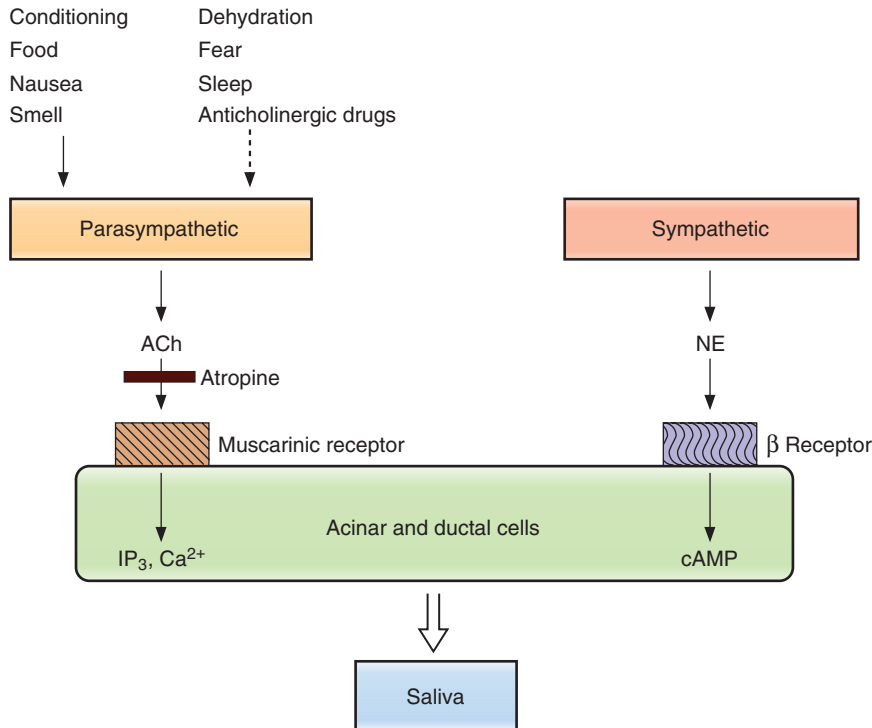 Conditioning
Food
Nausea
Smell
Dehydration
Fear
Sleep
Anticholinergic drugs
Parasympathetic
Sympathetic
ACh
NE
Atropine
Muscarinic receptor
β Receptor
Acinar and ductal cells
IP₃, Ca²⁺
cAMP
Saliva